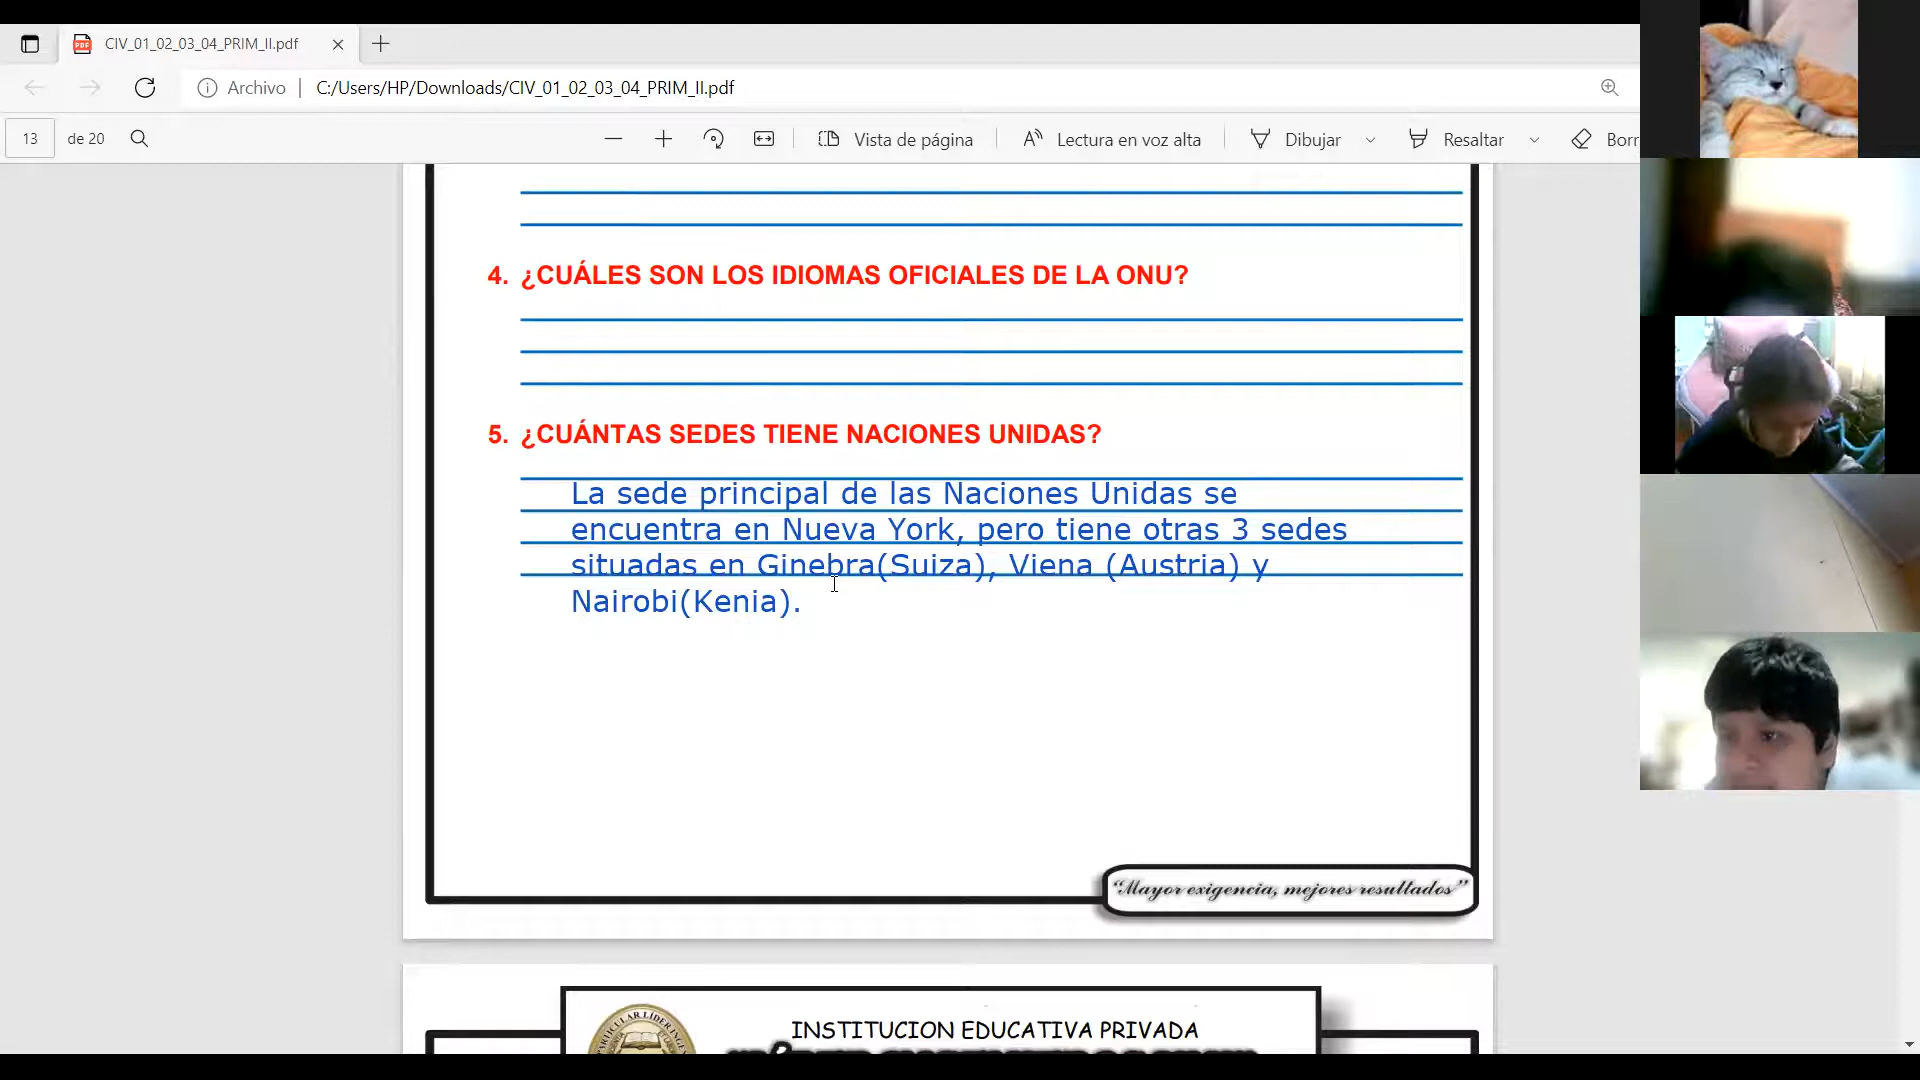 CIV_01_02_03_04_PRIM_II.pdf
Archivo
C:/Users/HP/Downloads/CIV_01_02_03_04_PRIM_II.pdf
13 de 20
Vista de página
Lectura en voz alta
Dibujar
Resaltar
Borr
4. ¿CUÁLES SON LOS IDIOMAS OFICIALES DE LA ONU?
5. ¿CUÁNTAS SEDES TIENE NACIONES UNIDAS?
La sede principal de las Naciones Unidas se
encuentra en Nueva York, pero tiene otras 3 sedes
situadas en Ginebra(Suiza), Viena (Austria) y
Nairobi(Kenia).
"Mayor exigencia, mejores resultados"
INSTITUCION EDUCATIVA PRIVADA